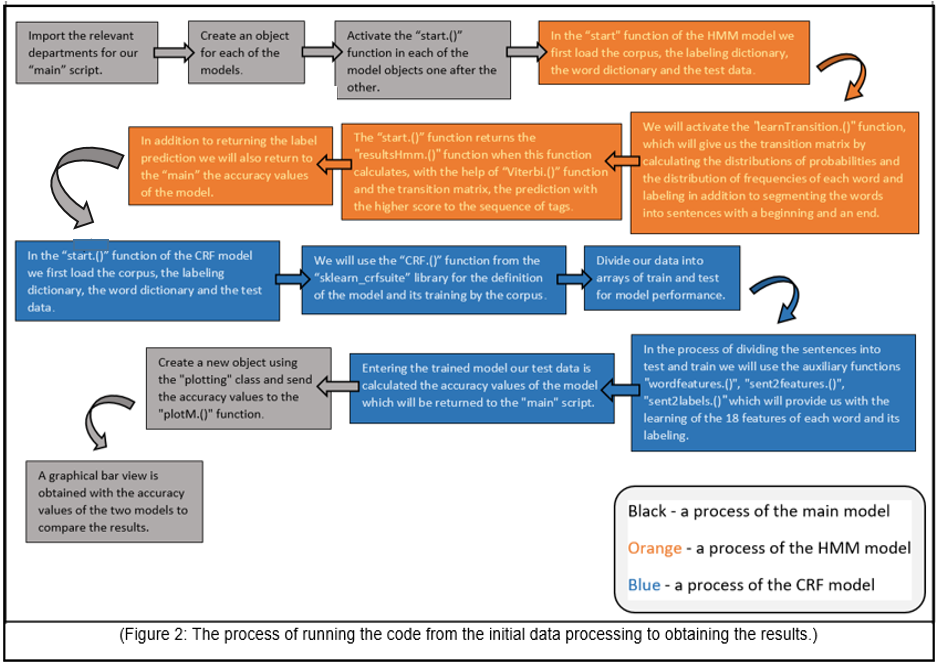 Import the relevant
departments for our
“main” script.
Create an object
for each of the
models.
Activate the “start.()”
function in each of the
model objects one after the
other.
In the “start” function of the HMM model we
first load the corpus, the labeling dictionary,
the word dictionary and the test data.
We will activate the "learnTransition.()” function,
which will give us the transition matrix by
calculating the distributions of probabilities and
the distribution of frequencies of each word and
labeling in addition to segmenting the words
into sentences with a beginning and an end.
The “start.()” function returns the
"resultsHmm.()” function when this function
calculates, with the help of “Viterbi.()” function
and the transition matrix, the prediction with
the higher score to the sequence of tags.
In addition to returning the label
prediction we will also return to
the “main” the accuracy values
of the model.
In the “start.()” function of the CRF model
we first load the corpus, the labeling
dictionary, the word dictionary and the test
data.
We will use the “CRF.()” function from the
“sklearn_crfsuite” library for the definition
of the model and its training by the corpus.
Divide our data into
arrays of train and test
for model performance.
In the process of dividing the sentences into
test and train we will use the auxiliary functions
"wordfeatures.()", "sent2features.()",
"sent2labels.()" which will provide us with the
learning of the 18 features of each word and its
labeling.
Entering the trained model our test data is
calculated the accuracy values of the model
which will be returned to the "main" script.
Create a new object using
the "plotting" class and send
the accuracy values to the
"plotM.()" function.
A graphical bar view is
obtained with the accuracy
values of the two models to
compare the results.
Black - a process of the main model
Orange - a process of the HMM model
Blue - a process of the CRF model
(Figure 2: The process of running the code from the initial data processing to obtaining the results.)